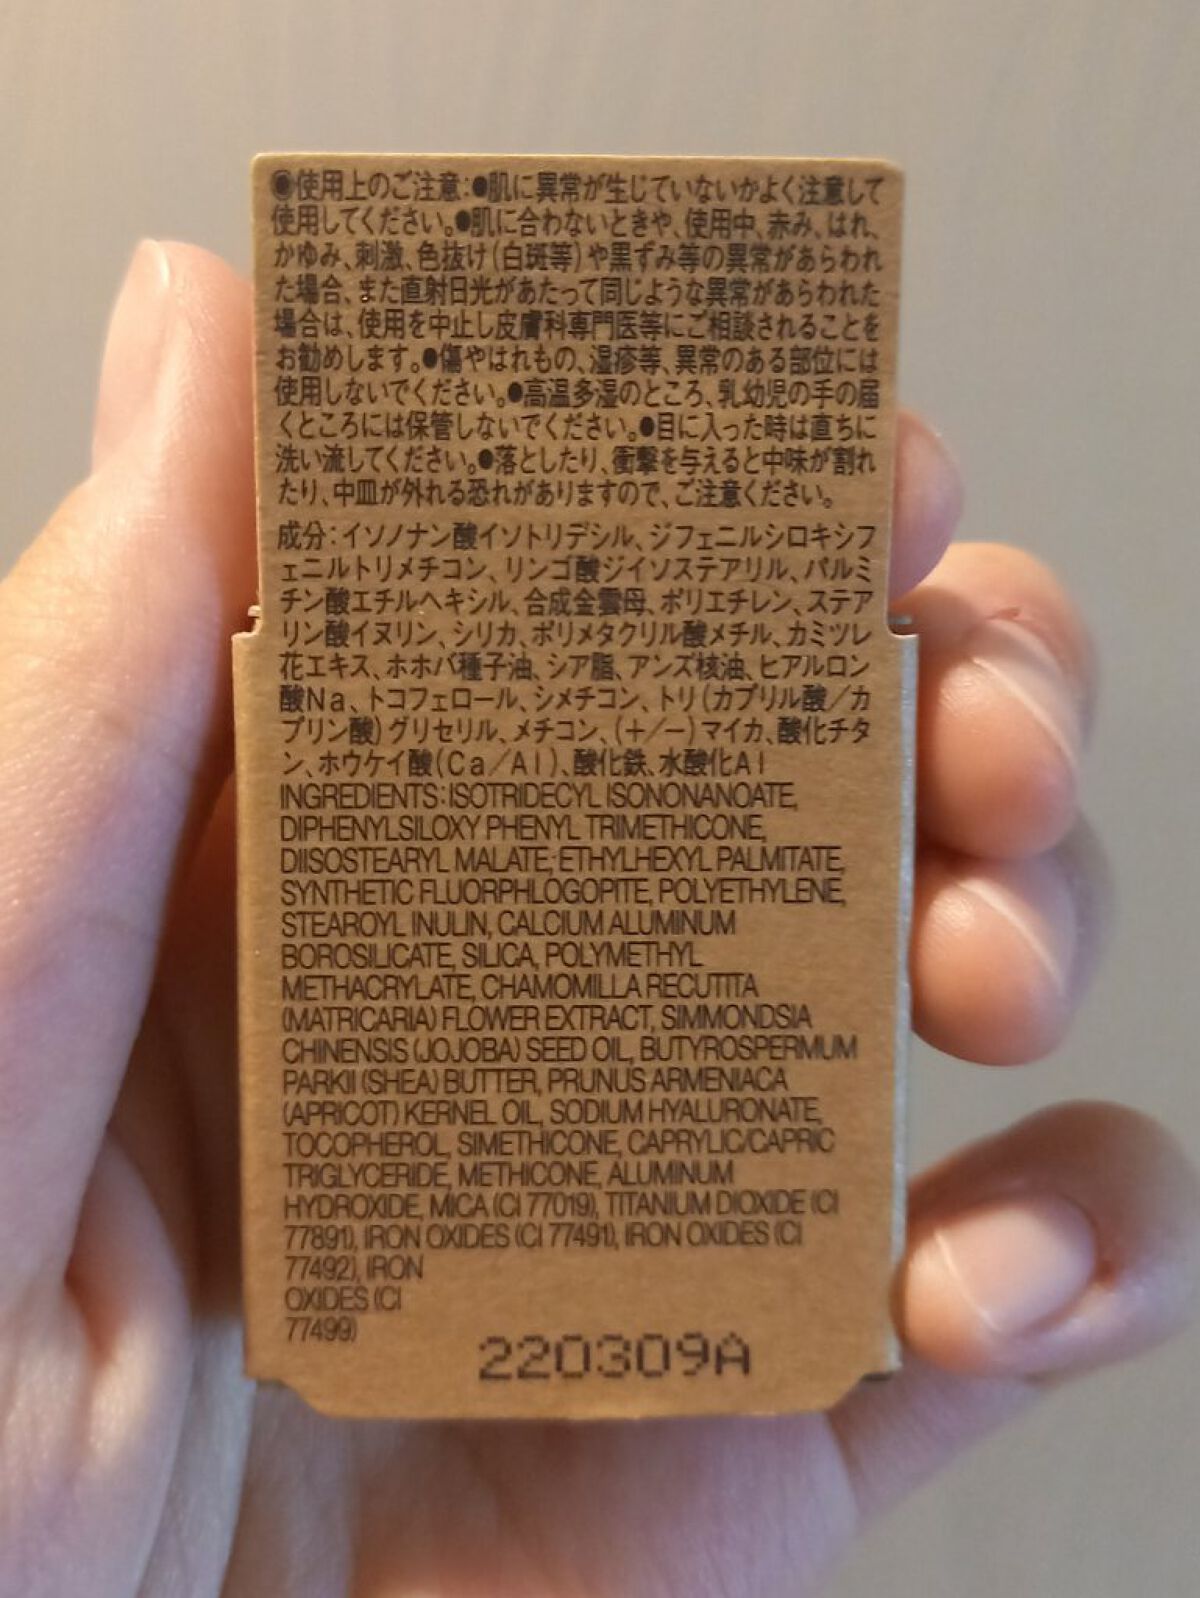 ◉使用上のご注意:●肌に異常が生じていないかよく注意して
使用してください。●肌に合わないときや、使用中、赤み、はれ、
かゆみ、刺激、色抜け(白斑等)や黒ずみ等の異常があらわれ
た場合、また直射日光があたって同じような異常があらわれた
場合は、使用を中止し皮膚科専門医等にご相談されることを
お勧めします。●傷やはれもの、湿疹等、異常のある部位には
使用しないでください。●高温多湿のところ、乳幼児の手の届
くところには保管しないでください。●目に入った時は直ちに
洗い流してください。●落としたり、衝撃を与えると中味が割れ
たり、中皿が外れる恐れがありますので、ご注意ください。
成分:イソノナン酸イソトリデシル、ジフェニルシロキシフ
ェニルトリメチコン、リンゴ酸ジイソステアリル、パルミ
チン酸エチルヘキシル、合成金雲母、ポリエチレン、ステア
リン酸イヌリン、シリカ、ポリメタクリル酸メチル、カミツレ
花エキス、ホホバ種子油、シア脂、アンズ核油、ヒアルロン
酸Na、トコフェロール、シメチコン、トリ(カプリル酸/カ
プリン酸)グリセリル、メチコン、(+/-)マイカ、酸化チタ
ン、ホウケイ酸(Ca/Al)、酸化鉄、水酸化Al
INGREDIENTS:ISOTRIDECYL ISONONANOATE,
DIPHENYLSILOXY PHENYL TRIMETHICONE,
DIISOSTEARYL MALATE, ETHYLHEXYL PALMITATE,
SYNTHETIC FLUORPHLOGOPITE, POLYETHYLENE,
STEAROYL INULIN, CALCIUM ALUMINUM
BOROSILICATE, SILICA, POLYMETHYL
METHACRYLATE, CHAMOMILLA RECUTITA
(MATRICARIA) FLOWER EXTRACT, SIMMONDSIA
CHINENSIS (JOJOBA) SEED OIL, BUTYROSPERMUM
PARKII (SHEA) BUTTER, PRUNUS ARMENIACA
(APRICOT) KERNEL OIL, SODIUM HYALURONATE,
TOCOPHEROL, SIMETHICONE, CAPRYLIC/CAPRIC
TRIGLYCERIDE, METHICONE, ALUMINUM
HYDROXIDE, MICA (CI 77019), TITANIUM DIOXIDE (CI
77891), IRON OXIDES (CI 77491), IRON OXIDES (CI
77492), IRON
OXIDES (CI
77499)
220309A